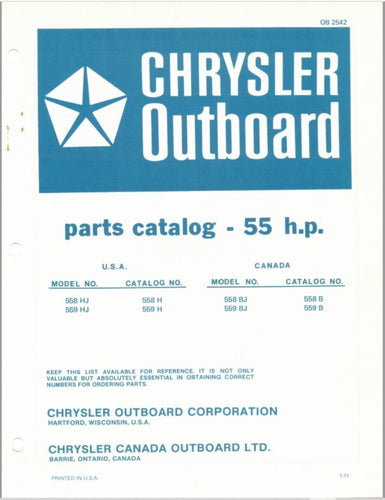 OB 2542
CHRYSLER
Outboard
parts catalog - 55 h.p.
U.S.A. CANADA
MODEL NO. CATALOG NO. MODEL NO. CATALOG NO.
558 HJ 558 H 558 BJ 558 B
559 HJ 559 H 559 BJ 559 B
KEEP THIS LIST AVAILABLE FOR REFERENCE. IT IS NOT ONLY
VALUABLE BUT ABSOLUTELY ESSENTIAL IN OBTAINING CORRECT
NUMBERS FOR ORDERING PARTS.
CHRYSLER OUTBOARD CORPORATION
HARTFORD, WISCONSIN, U.S.A.
CHRYSLER CANADA OUTBOARD LTD.
BARRIE, ONTARIO, CANADA
PRINTED IN U.S.A. 1-77